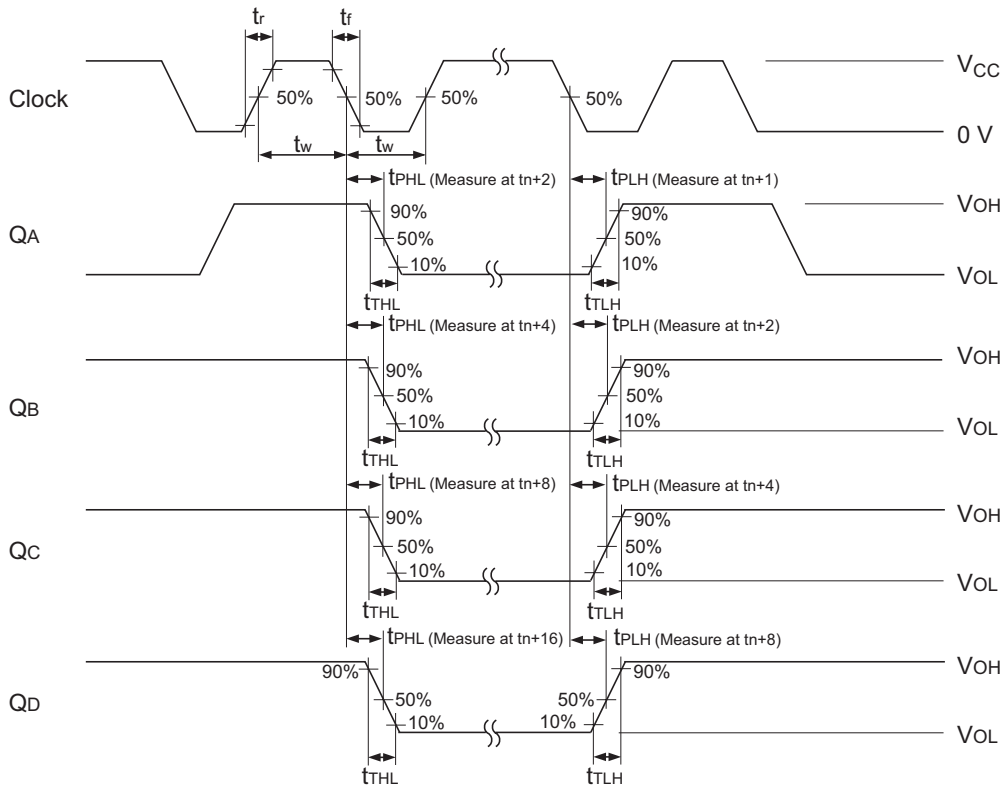 tr tf
VCC
Clock 50% 50% 50% 50%
0 V
tw tw
tPHL (Measure at tn+2) tPLH (Measure at tn+1)
VOH
90% 90%
QA 50% 50%
10% 10%
VOL
tTHL tTLH
tPHL (Measure at tn+4) tPLH (Measure at tn+2)
VOH
90% 90%
QB 50% 50%
10% 10%
VOL
tTHL tTLH
tPHL (Measure at tn+8) tPLH (Measure at tn+4)
VOH
90% 90%
QC 50% 50%
10% 10%
VOL
tTHL tTLH
tPHL (Measure at tn+16) tPLH (Measure at tn+8)
VOH
90% 90%
QD 50% 50%
10% 10%
VOL
tTHL tTLH